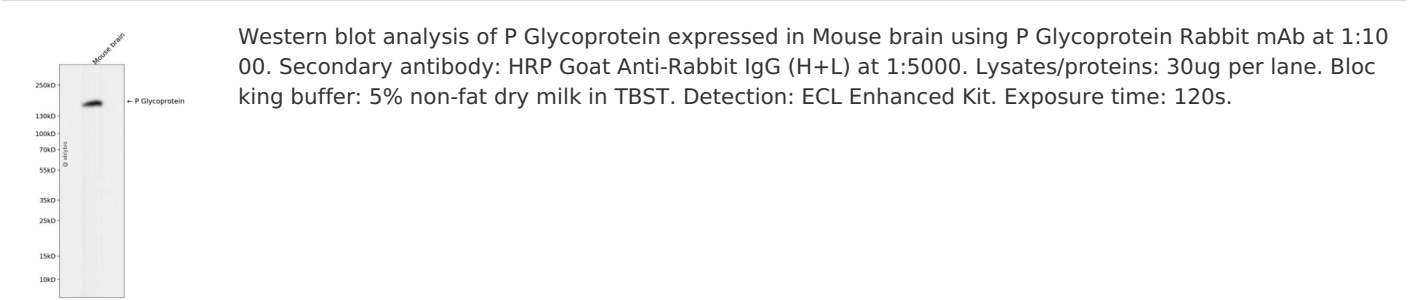 Mouse brain
Western blot analysis of P Glycoprotein expressed in Mouse brain using P Glycoprotein Rabbit mAb at 1:10
00. Secondary antibody: HRP Goat Anti-Rabbit IgG (H+L) at 1:5000. Lysates/proteins: 30ug per lane. Bloc
king buffer: 5% non-fat dry milk in TBST. Detection: ECL Enhanced Kit. Exposure time: 120s.
250kD
← P Glycoprotein
130kD
100kD
70kD
55kD
35kD
25kD
15kD
10kD